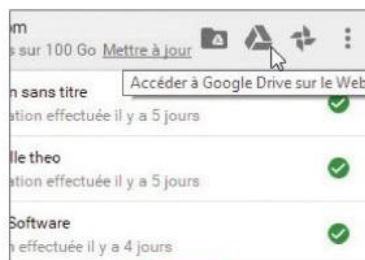 om
s sur 100 Go Mettre à jour
Accéder à Google Drive sur le Web
n sans titre
ation effectuée il y a 5 jours
lle theo
ation effectuée il y a 5 jours
Software
n effectuée il y a 4 jours